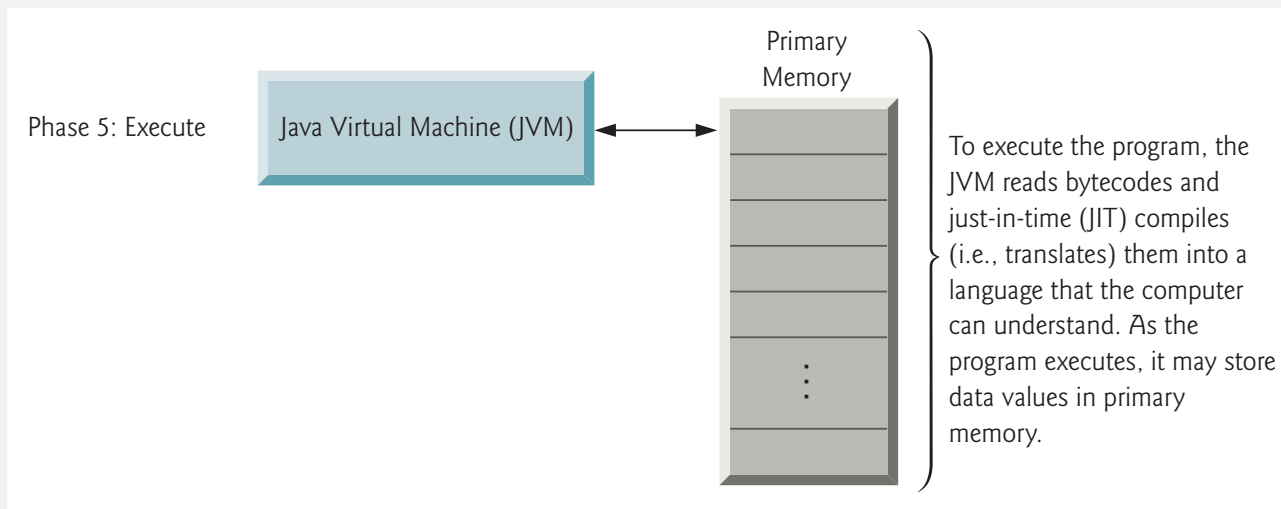 Primary
Memory
Phase 5: Execute
Java Virtual Machine (JVM)
To execute the program, the
JVM reads bytecodes and
just-in-time (JIT) compiles
(i.e., translates) them into a
language that the computer
can understand. As the
program executes, it may store
data values in primary
memory.